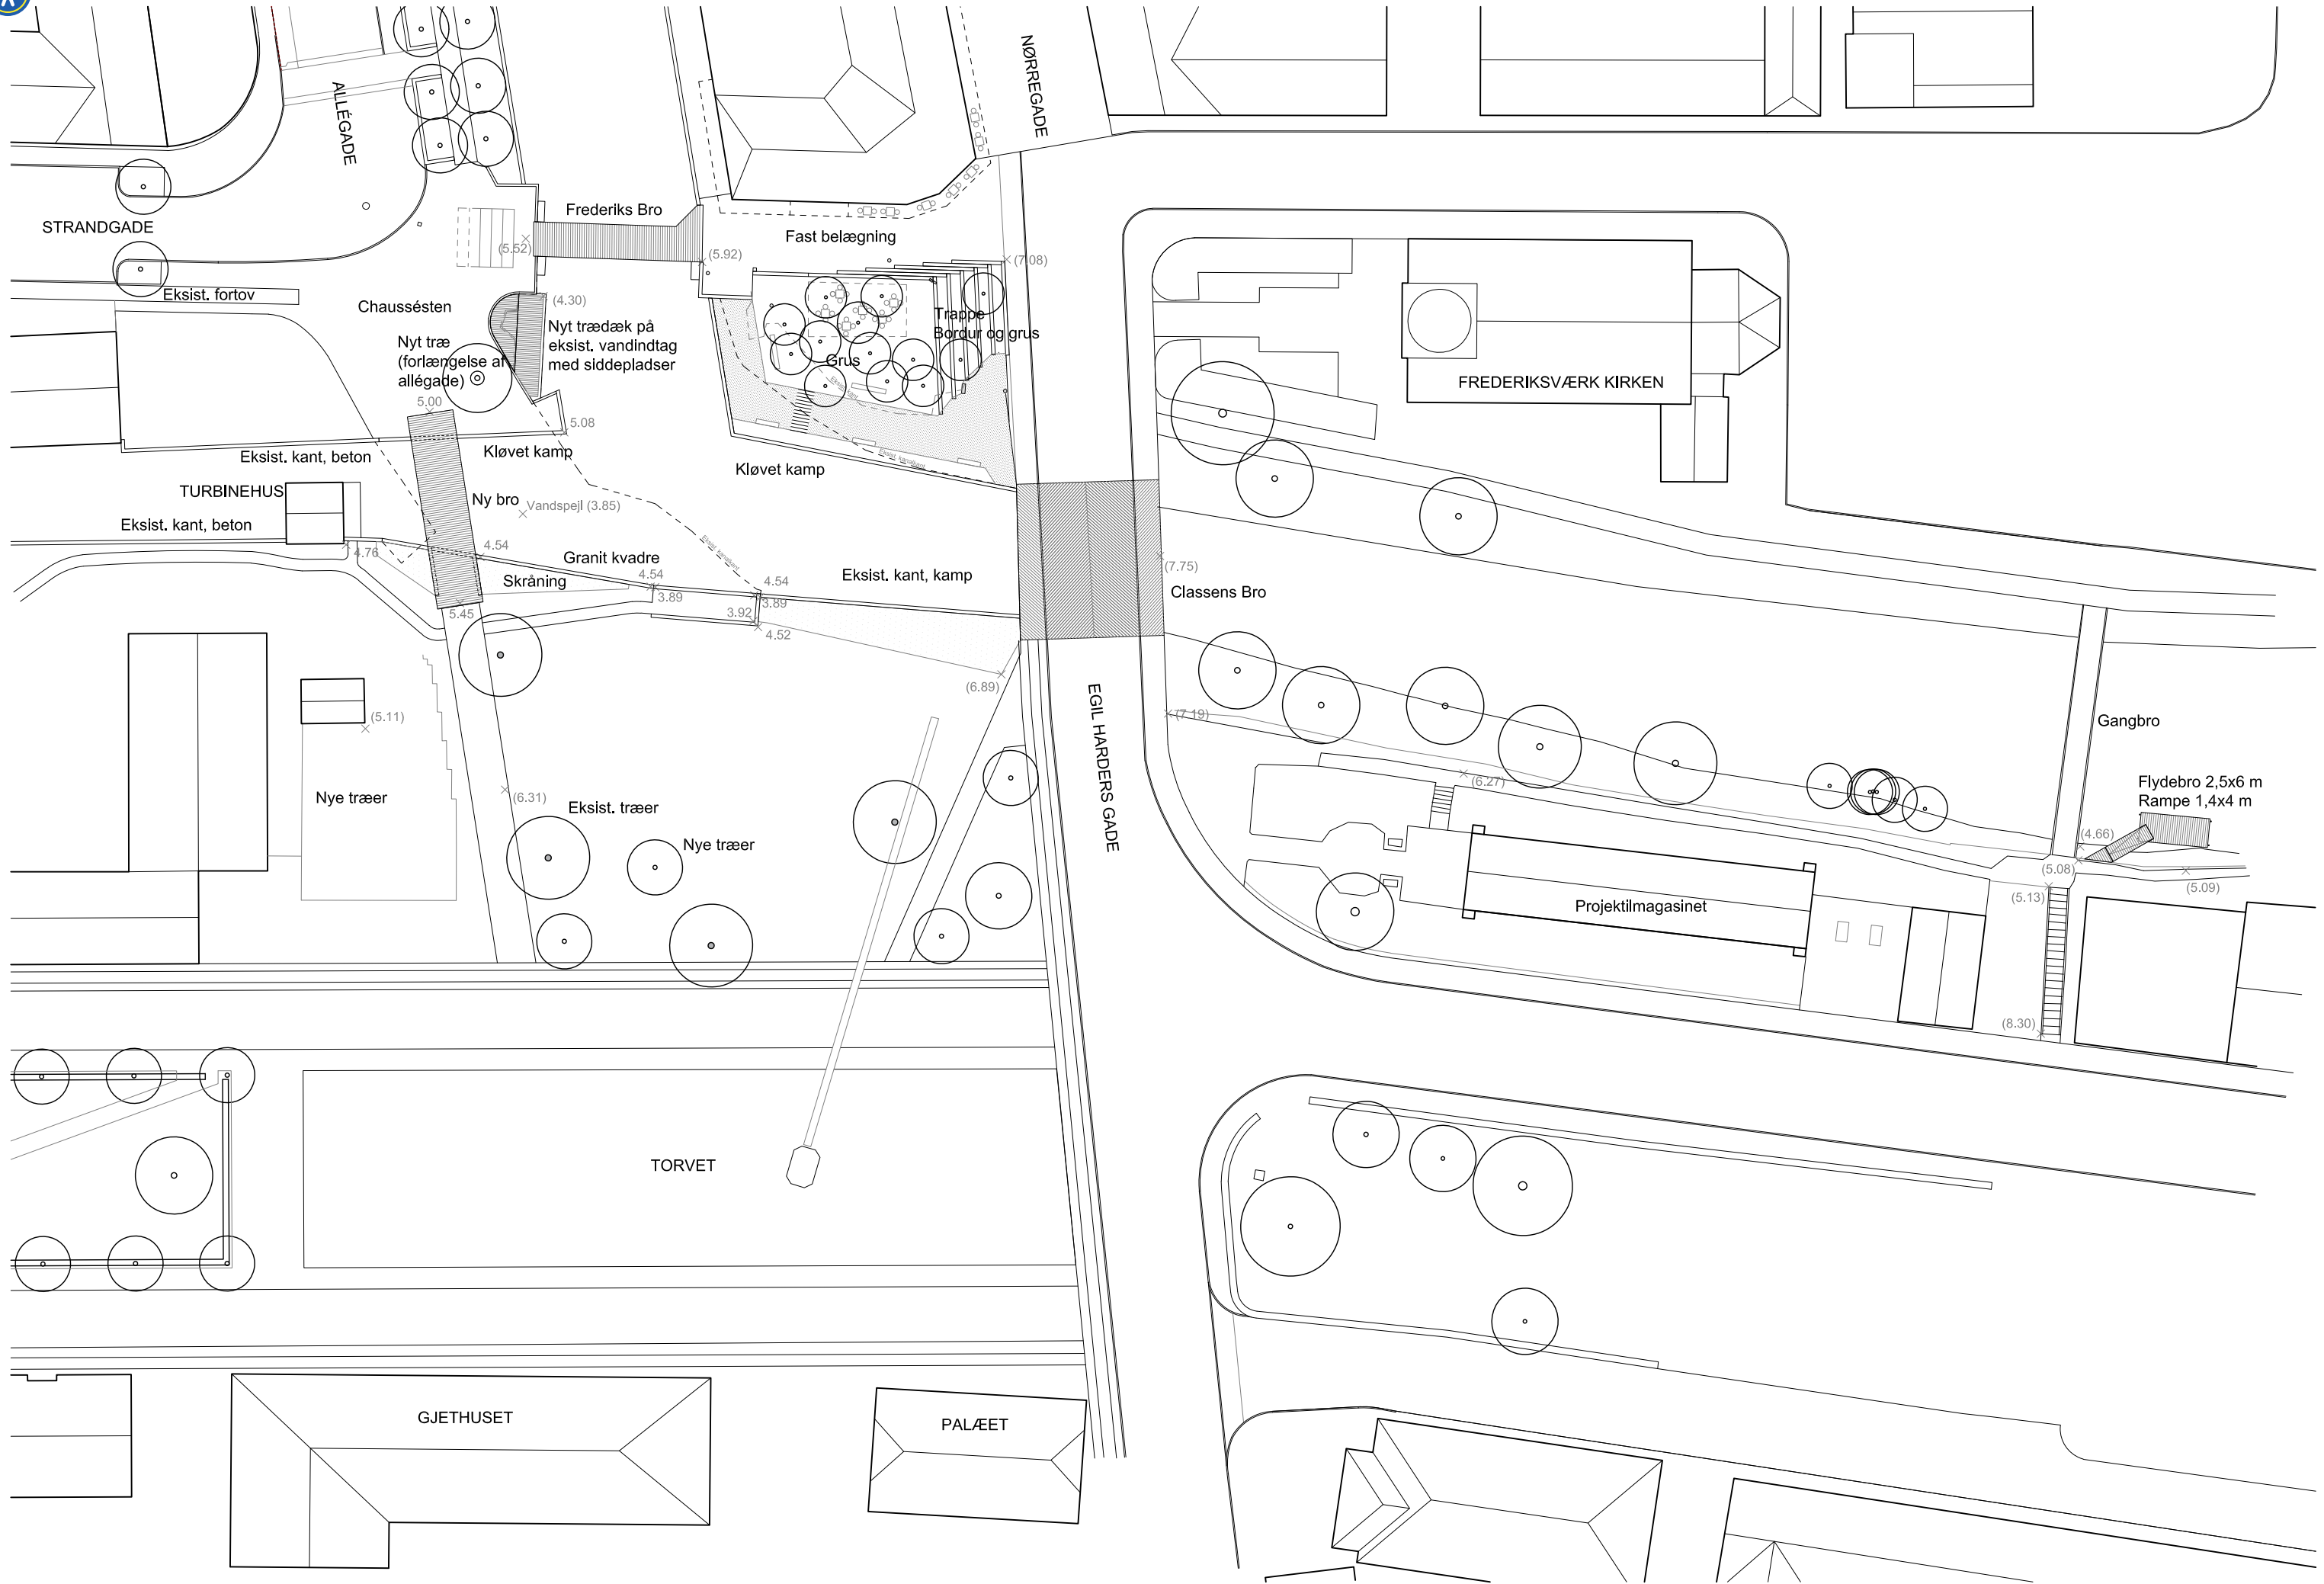 NØRREGADE
ALLÉGADE
STRANDGADE
Frederiks Bro
Fast belægning
(5.52)
(5.92)
(7.08)
Eksist. fortov
Chaussésten
(4.30)
Nyt trædæk på
eksist. vandindtag
med siddepladser
Nyt træ
(forlængelse af
allégade)
Trappe
Bordur og grus
Grus
FREDERIKSVÆRK KIRKEN
5.00
5.08
Eksist. kant, beton
Kløvet kamp
Kløvet kamp
Eksist. kanalkant
TURBINEHUS
Ny bro
Vandspejl (3.85)
Eksist. kant, beton
4.76
4.54
Granit kvadre
Eksist. kanalkant
Skråning
4.54
3.89
4.54
3.89
Eksist. kant, kamp
(7.75)
Classens Bro
5.45
3.92
4.52
(6.89)
EGIL HARDERS GADE
(7.19)
(5.11)
Gangbro
(6.27)
Flydebro 2,5x6 m
Rampe 1,4x4 m
Nye træer
(6.31)
Eksist. træer
Nye træer
(4.66)
(5.08)
(5.09)
(5.13)
Projektilmagasinet
(8.30)
TORVET
GJETHUSET
PALÆET